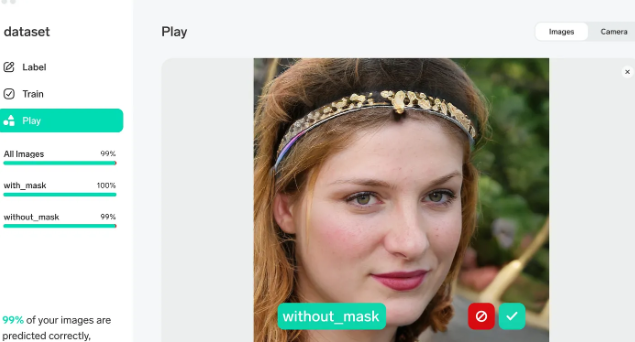 dataset
Label
Train
Play
All Images 99%
with_mask 100%
without_mask 99%
99% of your images are
predicted correctly,
Play
Images Camera
without_mask